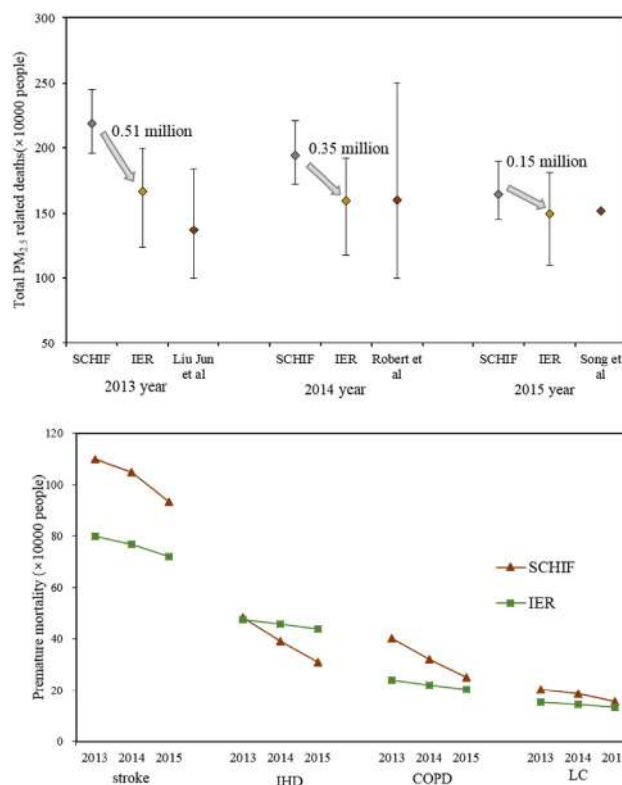 300
250
200
150
100
50
Total PM2.5 related deaths(×10000 people)
0.51 million
0.35 million
0.15 million
SCHIF IER Liu Jun et al
2013 year
SCHIF IER Robert et al
2014 year
SCHIF IER Song et al
2015 year
120
100
80
60
40
20
0
Premature mortality (×10000 people)
SCHIF
IER
2013 2014 2015 2013 2014 2015 2013 2014 2015 2013 2014 201
stroke IHD COPD LC